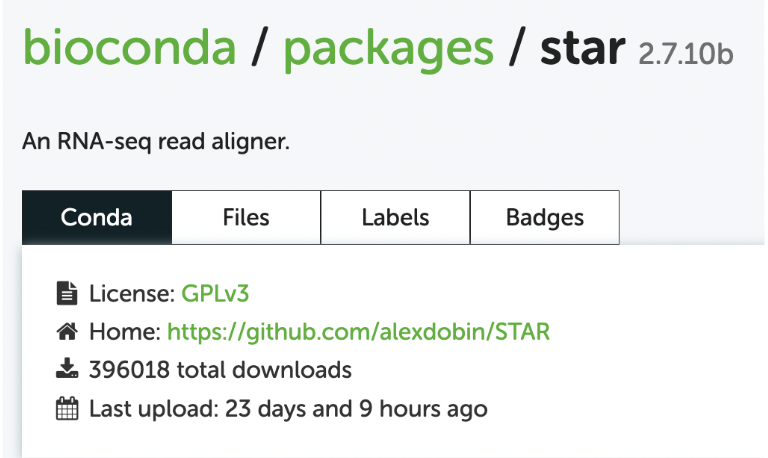 bioconda / packages / star 2.7.10b
An RNA-seq read aligner.
Conda Files Labels Badges
License: GPLv3
Home: https://github.com/alexdobin/STAR
396018 total downloads
Last upload: 23 days and 9 hours ago